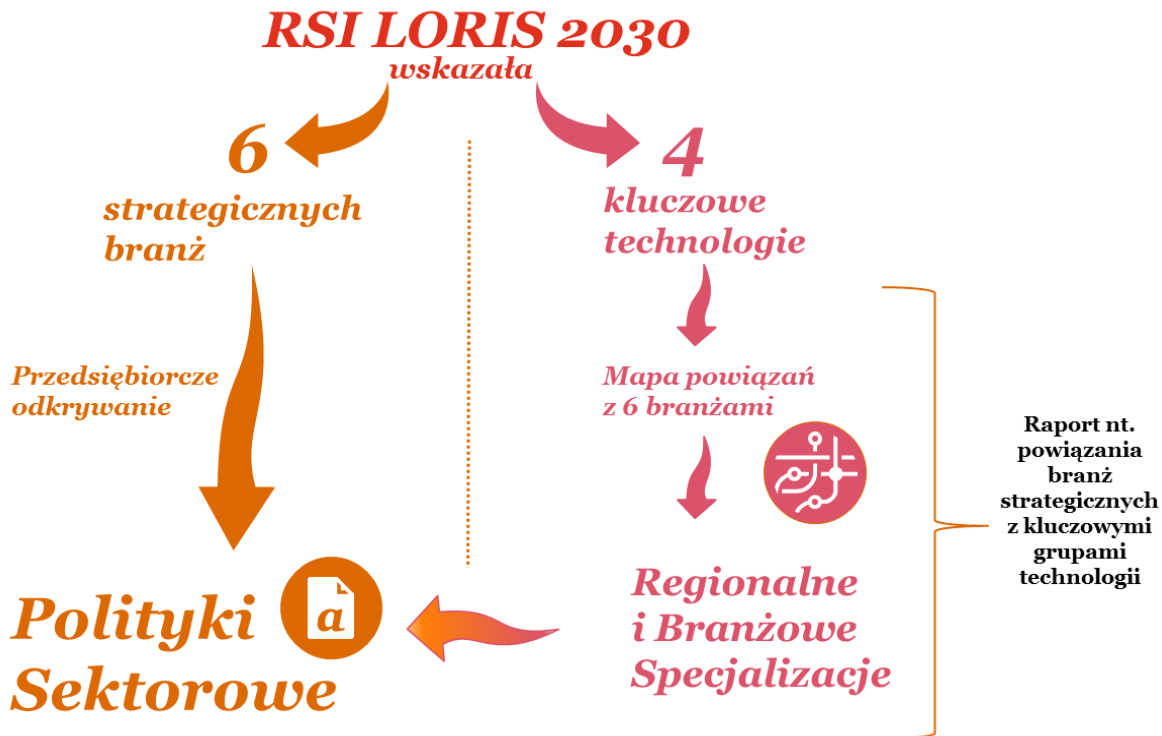 RSI LORIS 2030
wskazała
6
strategicznych
branż
Przedsiębiorcze
odkrywanie
Polityki
Sektorowe
a
4
kluczowe
technologie
Mapa powiązań
z 6 branżami
Regionalne
i Branżowe
Specjalizacje
Raport nt.
powiązania
branż
strategicznych
z kluczowymi
grupami
technologii